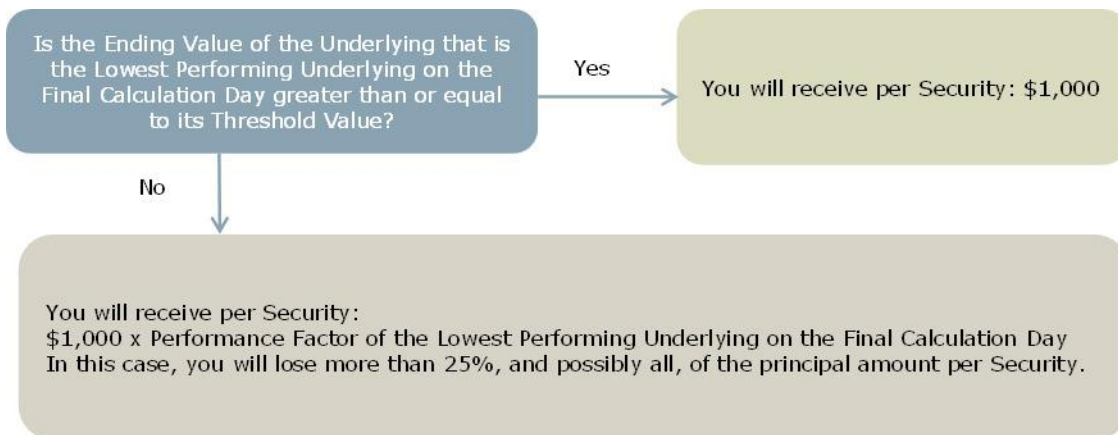 Is the Ending Value of the Underlying that is
the Lowest Performing Underlying on the
Final Calculation Day greater than or equal
to its Threshold Value?
Yes
You will receive per Security: $1,000
No
You will receive per Security:
$1,000 x Performance Factor of the Lowest Performing Underlying on the Final Calculation Day
In this case, you will lose more than 25%, and possibly all, of the principal amount per Security.